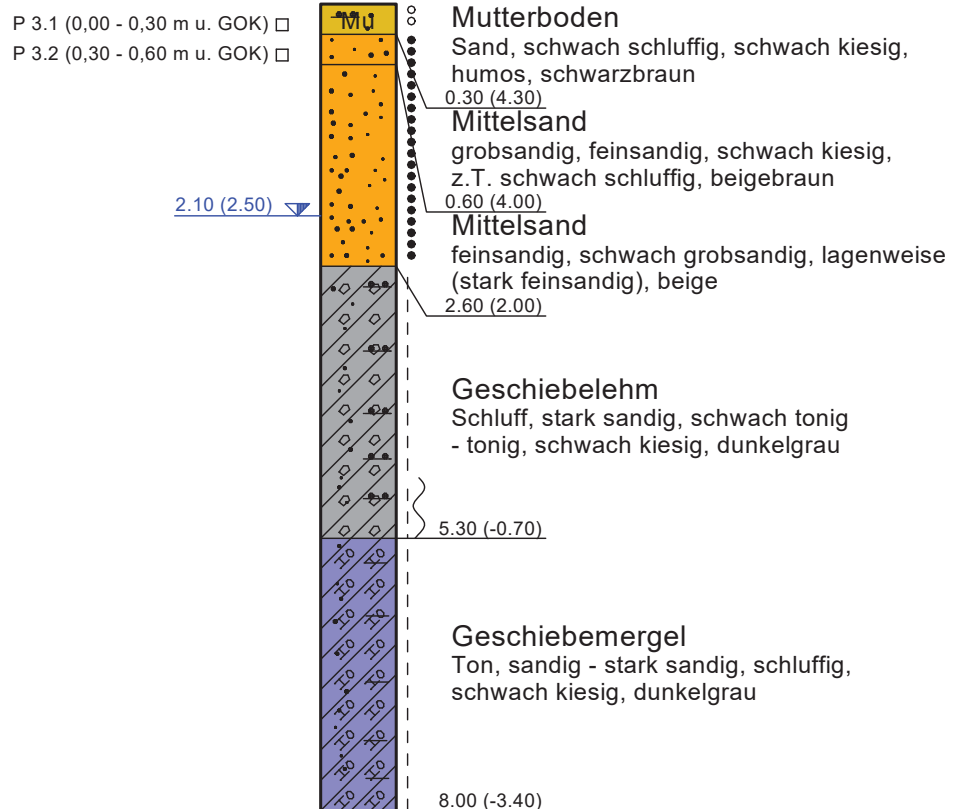 P 3.1 (0,00 - 0,30 m u. GOK)
P 3.2 (0,30 - 0,60 m u. GOK)
2.10 (2.50)
Mu
Mutterboden
Sand, schwach schluffig, schwach kiesig,
humos, schwarzbraun
0.30 (4.30)
Mittelsand
grobsandig, feinsandig, schwach kiesig,
z.T. schwach schluffig, beigebraun
0.60 (4.00)
Mittelsand
feinsandig, schwach grobsandig, lagenweise
(stark feinsandig), beige
2.60 (2.00)
Geschiebelehm
Schluff, stark sandig, schwach tonig
- tonig, schwach kiesig, dunkelgrau
5.30 (-0.70)
Geschiebemergel
Ton, sandig - stark sandig, schluffig,
schwach kiesig, dunkelgrau
8.00 (-3.40)